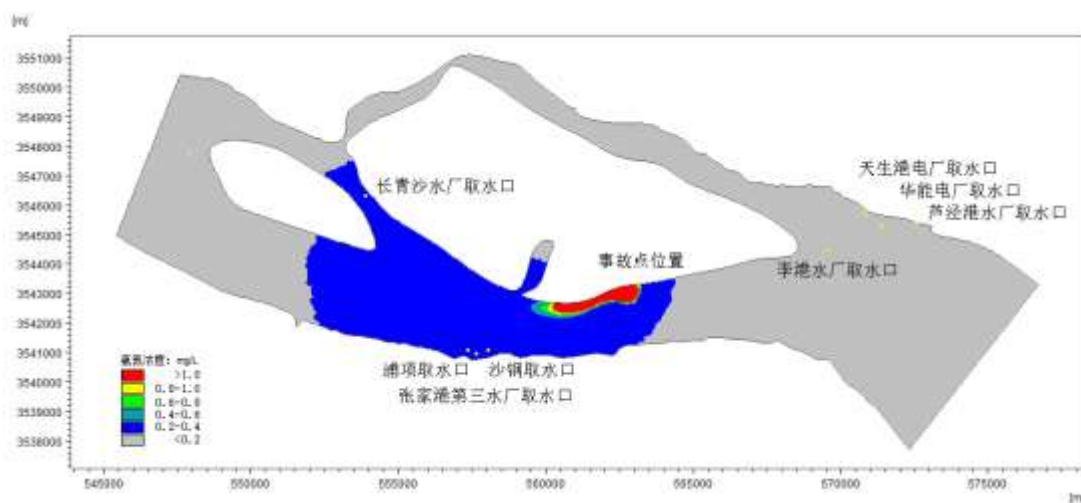 [m]
3551000
3550000
3549000
3548000
3547000
3546000
3545000
3544000
3543000
3542000
3541000
3540000
3539000
3538000
长青沙水厂取水口
天生港电厂取水口
华能电厂取水口
芦泾港水厂取水口
事故点位置
李港水厂取水口
浦项取水口 沙钢取水口
张家港第三水厂取水口
氨氮浓度: mg/L
>1.0
0.8-1.0
0.6-0.8
0.4-0.6
0.2-0.4
<0.2
545000 550000 555000 560000 565000 570000 575000
[m]